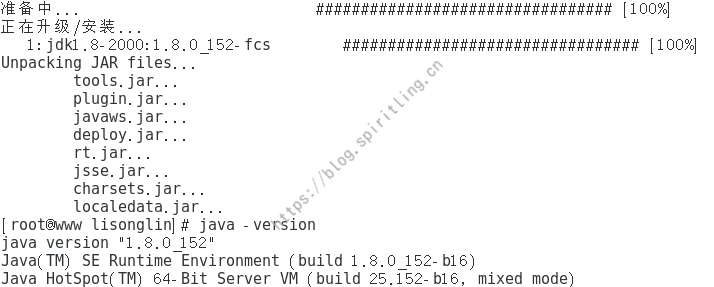 准备中... ################################# [100%]
正在升级/安装...
1:jdk1.8-2000:1.8.0_152-fcs ################################# [100%]
Unpacking JAR files...
tools.jar...
plugin.jar...
javaws.jar...
deploy.jar...
rt.jar...
jsse.jar...
charsets.jar...
localedata.jar...
[root@www lisonglin]# java -version
java version "1.8.0_152"
Java(TM) SE Runtime Environment (build 1.8.0_152-b16)
Java HotSpot(TM) 64-Bit Server VM (build 25.152-b16, mixed mode)
https://blog.spiritling.cn